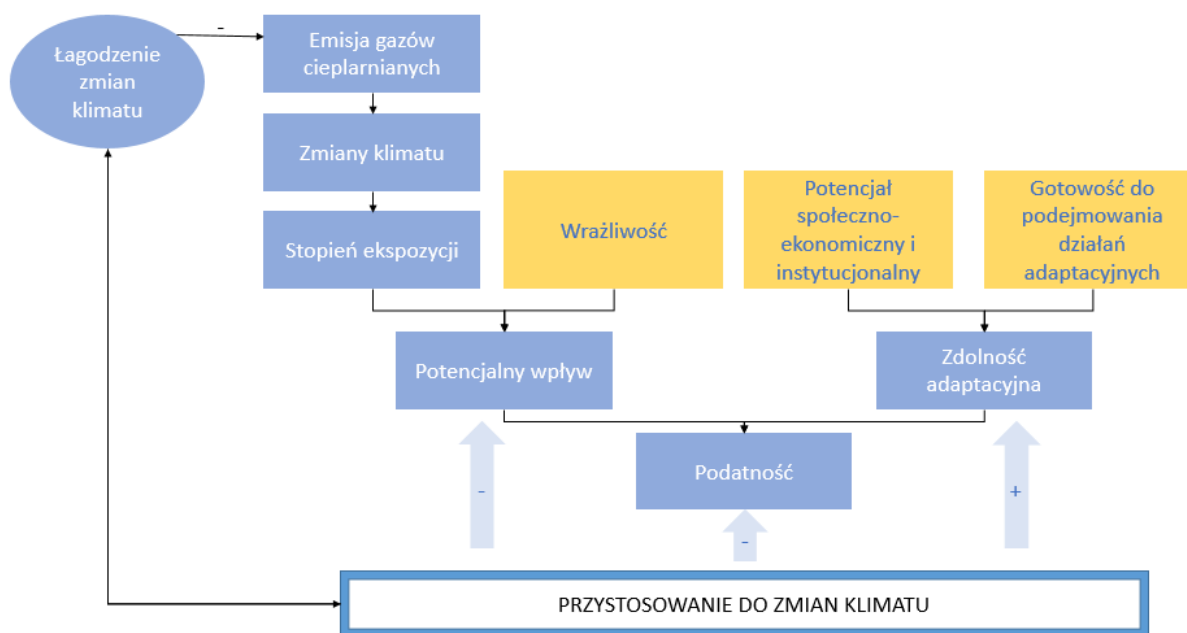 Łagodzenie
zmian
klimatu
-
Emisja gazów
cieplarnianych
Zmiany klimatu
Stopień ekspozycji
Wrażliwość
Potencjał
społeczno-
ekonomiczny i
instytucjonalny
Gotowość do
podejmowania
działań
adaptacyjnych
Potencjalny wpływ
Zdolność
adaptacyjna
Podatność
-
-
+
PRZYSTOSOWANIE DO ZMIAN KLIMATU